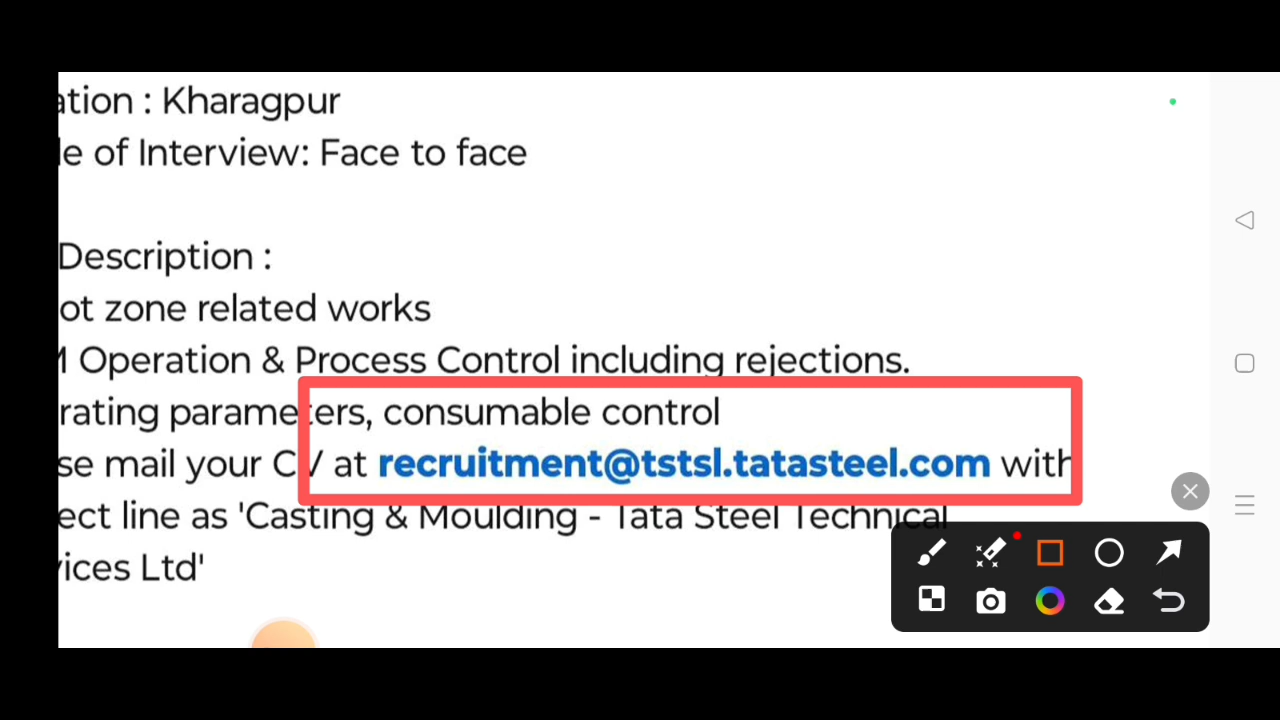 ation : Kharagpur
le of Interview: Face to face
Description :
ot zone related works
Operation & Process Control including rejections.
rating parameters, consumable control
se mail your CV at recruitment@tstsl.tatasteel.com with
ect line as 'Casting & Moulding - Tata Steel Technical
vices Ltd'